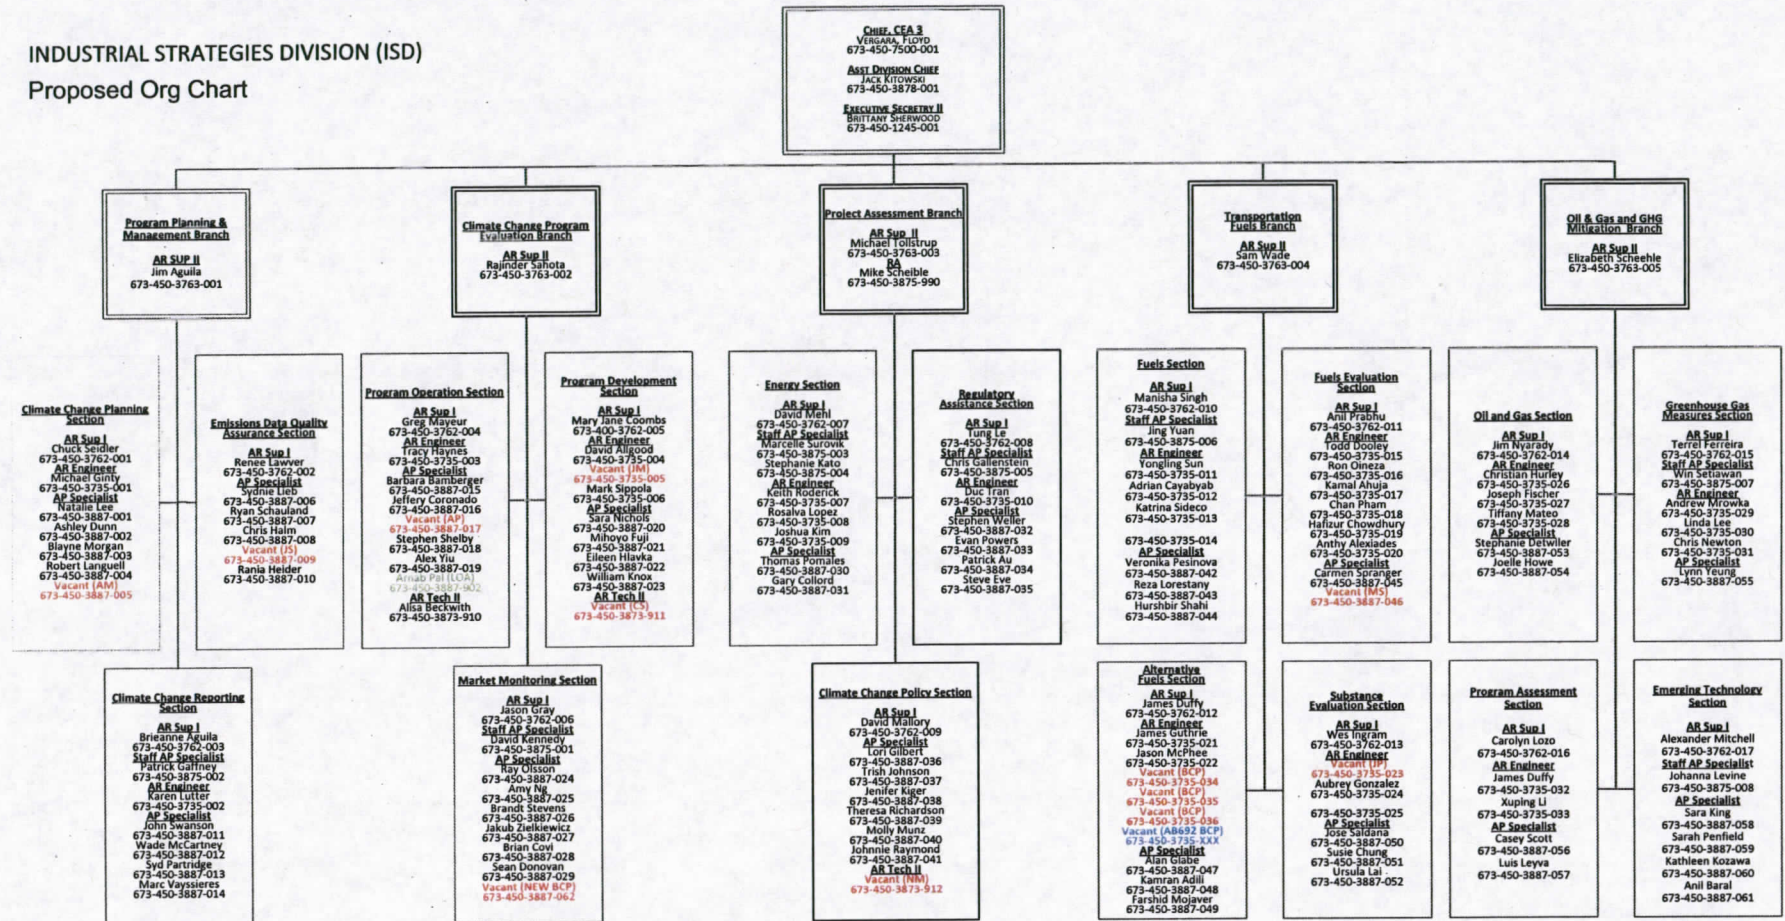 INDUSTRIAL STRATEGIES DIVISION (ISD)
Proposed Org Chart
CHIEF, CEA 3
VERGARA, FLOYD
673-450-7500-001
ASST DIVISION CHIEF
JACK KITOWSKI
673-450-3878-001
EXECUTIVE SECRETRY II
BRITTANY SHERWOOD
673-450-1245-001
Program Planning &
Management Branch
AR SUP II
Jim Aguila
673-450-3763-001
Climate Change Program
Evaluation Branch
AR Sup II
Rajinder Sahota
673-450-3763-002
Project Assessment Branch
AR Sup II
Michael Tollstrup
673-450-3763-003
RA
Mike Scheible
673-450-3875-990
Transportation
Fuels Branch
AR Sup II
Sam Wade
673-450-3763-004
Oil & Gas and GHG
Mitigation Branch
AR Sup II
Elizabeth Scheehle
673-450-3763-005
Climate Change Planning
Section
AR Sup I
Chuck Seidler
673-450-3762-001
AR Engineer
Michael Ginty
673-450-3735-001
AP Specialist
Natalie Lee
673-450-3887-001
Ashley Dunn
673-450-3887-002
Blayne Morgan
673-450-3887-003
Robert Languell
673-450-3887-004
Vacant (AM)
673-450-3887-005
Emissions Data Quality
Assurance Section
AR Sup I
Renee Lawver
673-450-3762-002
AP Specialist
Sydnie Lieb
673-450-3887-006
Ryan Schauland
673-450-3887-007
Chris Halm
673-450-3887-008
Vacant (JS)
673-450-3887-009
Rania Heider
673-450-3887-010
Program Operation Section
AR Sup I
Greg Mayeur
673-450-3762-004
AR Engineer
Tracy Haynes
673-450-3735-003
AP Specialist
Barbara Bamberger
673-450-3887-015
Jeffery Coronado
673-450-3887-016
Vacant (AP)
673-450-3887-017
Stephen Shelby
673-450-3887-018
Alex Yiu
673-450-3887-019
Arnab Pal (LOA)
673-450-3887-902
AR Tech II
Alisa Beckwith
673-450-3873-910
Program Development
Section
AR Sup I
Mary Jane Coombs
673-400-3762-005
AR Engineer
David Allgood
673-450-3735-004
Vacant (JM)
673-450-3735-005
Mark Sippola
673-450-3735-006
AP Specialist
Sara Nichols
673-450-3887-020
Mihoyo Fuji
673-450-3887-021
Eileen Hlavka
673-450-3887-022
William Knox
673-450-3887-023
AR Tech II
Vacant (CS)
673-450-3873-911
Energy Section
AR Sup I
David Mehl
673-450-3762-007
Staff AP Specialist
Marcelle Surovik
673-450-3875-003
Stephanie Kato
673-450-3875-004
AR Engineer
Keith Roderick
673-450-3735-007
Rosalva Lopez
673-450-3735-008
Joshua Kim
673-450-3735-009
AP Specialist
Thomas Pomales
673-450-3887-030
Gary Collord
673-450-3887-031
Regulatory
Assistance Section
AR Sup I
Tung Le
673-450-3762-008
Staff AP Specialist
Chris Gallenstein
673-450-3875-005
AR Engineer
Duc Tran
673-450-3735-010
AP Specialist
Stephen Weller
673-450-3887-032
Evan Powers
673-450-3887-033
Patrick Au
673-450-3887-034
Steve Eve
673-450-3887-035
Fuels Section
AR Sup I
Manisha Singh
673-450-3762-010
Staff AP Specialist
Jing Yuan
673-450-3875-006
AR Engineer
Yongling Sun
673-450-3735-011
Adrian Cayabyab
673-450-3735-012
Katrina Sideco
673-450-3735-013
673-450-3735-014
AP Specialist
Veronika Pesinova
673-450-3887-042
Reza Lorestany
673-450-3887-043
Hurshbir Shahi
673-450-3887-044
Fuels Evaluation
Section
AR Sup I
Anil Prabhu
673-450-3762-011
AR Engineer
Todd Dooley
673-450-3735-015
Ron Oineza
673-450-3735-016
Kamal Ahuja
673-450-3735-017
Chan Pham
673-450-3735-018
Hafizur Chowdhury
673-450-3735-019
Anthy Alexiades
673-450-3735-020
AP Specialist
Carmen Spranger
673-450-3887-045
Vacant (MS)
673-450-3887-046
Oil and Gas Section
AR Sup I
Jim Nyarady
673-450-3762-014
AR Engineer
Christian Hurley
673-450-3735-026
Joseph Fischer
673-450-3735-027
Tiffany Mateo
673-450-3735-028
AP Specialist
Stephanie Detwiler
673-450-3887-053
Joelle Howe
673-450-3887-054
Greenhouse Gas
Measures Section
AR Sup I
Terrel Ferreira
673-450-3762-015
Staff AP Specialist
Win Setiawan
673-450-3875-007
AR Engineer
Andrew Mrowka
673-450-3735-029
Linda Lee
673-450-3735-030
Chris Newton
673-450-3735-031
AP Specialist
Lynn Yeung
673-450-3887-055
Climate Change Reporting
Section
AR Sup I
Brieanne Aguila
673-450-3762-003
Staff AP Specialist
Patrick Gaffney
673-450-3875-002
AR Engineer
Karen Lutter
673-450-3735-002
AP Specialist
John Swanson
673-450-3887-011
Wade McCartney
673-450-3887-012
Syd Partridge
673-450-3887-013
Marc Vayssieres
673-450-3887-014
Market Monitoring Section
AR Sup I
Jason Gray
673-450-3762-006
Staff AP Specialist
David Kennedy
673-450-3875-001
AP Specialist
Ray Olsson
673-450-3887-024
Amy Ng
673-450-3887-025
Brandt Stevens
673-450-3887-026
Jakub Zielkiewicz
673-450-3887-027
Brian Covi
673-450-3887-028
Sean Donovan
673-450-3887-029
Vacant (NEW BCP)
673-450-3887-062
Climate Change Policy Section
AR Sup I
David Mallory
673-450-3762-009
AP Specialist
Lori Gilbert
673-450-3887-036
Trish Johnson
673-450-3887-037
Jenifer Kiger
673-450-3887-038
Theresa Richardson
673-450-3887-039
Molly Munz
673-450-3887-040
Johnnie Raymond
673-450-3887-041
AR Tech II
Vacant (NM)
673-450-3873-912
Alternative
Fuels Section
AR Sup I
James Duffy
673-450-3762-012
AR Engineer
James Guthrie
673-450-3735-021
Jason McPhee
673-450-3735-022
Vacant (BCP)
673-450-3735-034
Vacant (BCP)
673-450-3735-035
Vacant (BCP)
673-450-3735-036
Vacant (AB692 BCP)
673-450-3735-XXX
AP Specialist
Alan Glabe
673-450-3887-047
Kamran Adili
673-450-3887-048
Farshid Mojaver
673-450-3887-049
Substance
Evaluation Section
AR Sup I
Wes Ingram
673-450-3762-013
AR Engineer
Vacant (JP)
673-450-3735-023
Aubrey Gonzalez
673-450-3735-024
673-450-3735-025
AP Specialist
Jose Saldana
673-450-3887-050
Susie Chung
673-450-3887-051
Ursula Lai
673-450-3887-052
Program Assessment
Section
AR Sup I
Carolyn Lozo
673-450-3762-016
AR Engineer
James Duffy
673-450-3735-032
Xuping Li
673-450-3735-033
AP Specialist
Casey Scott
673-450-3887-056
Luis Leyva
673-450-3887-057
Emerging Technology
Section
AR Sup I
Alexander Mitchell
673-450-3762-017
Staff AP Specialist
Johanna Levine
673-450-3875-008
AP Specialist
Sara King
673-450-3887-058
Sarah Penfield
673-450-3887-059
Kathleen Kozawa
673-450-3887-060
Anil Baral
673-450-3887-061